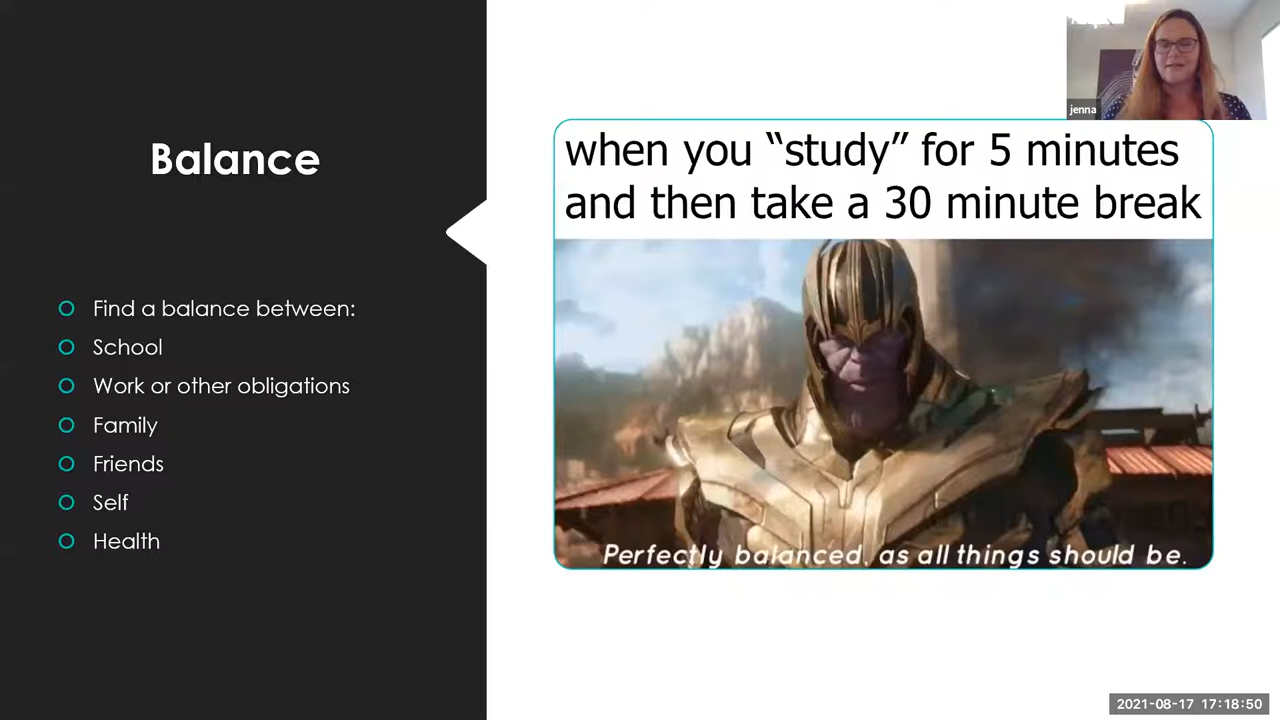 Balance
Find a balance between:
School
Work or other obligations
Family
Friends
Self
Health
when you “study” for 5 minutes
and then take a 30 minute break
Perfectly balanced, as all things should be.
jenna
2021-08-17 17:18:50